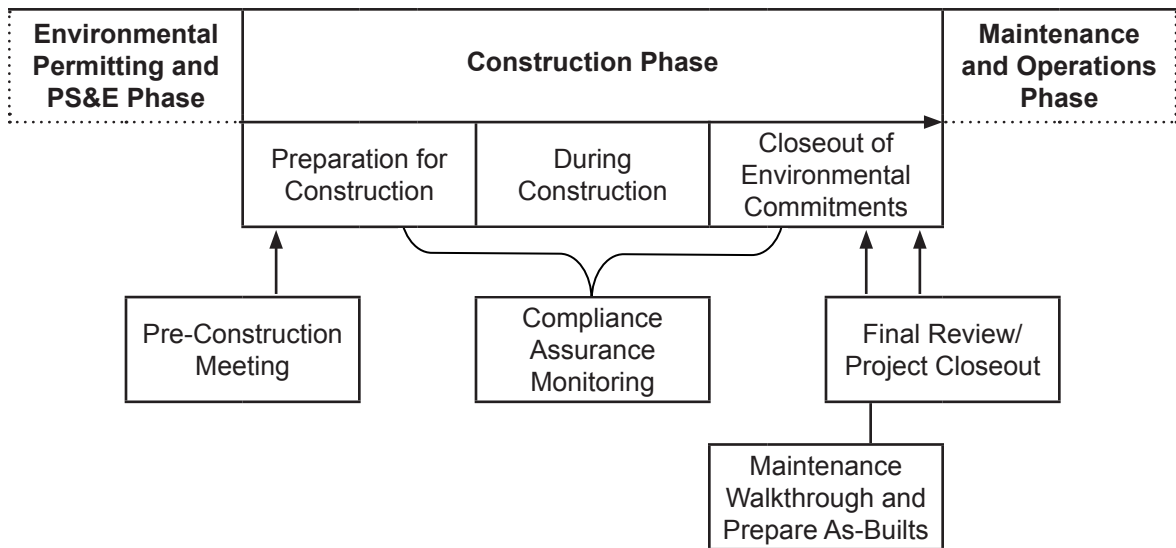 Environmental
Permitting and
PS&E Phase
Construction Phase
Maintenance
and Operations
Phase
Preparation for
Construction
During
Construction
Closeout of
Environmental
Commitments
Pre-Construction
Meeting
Compliance
Assurance
Monitoring
Final Review/
Project Closeout
Maintenance
Walkthrough and
Prepare As-Builts